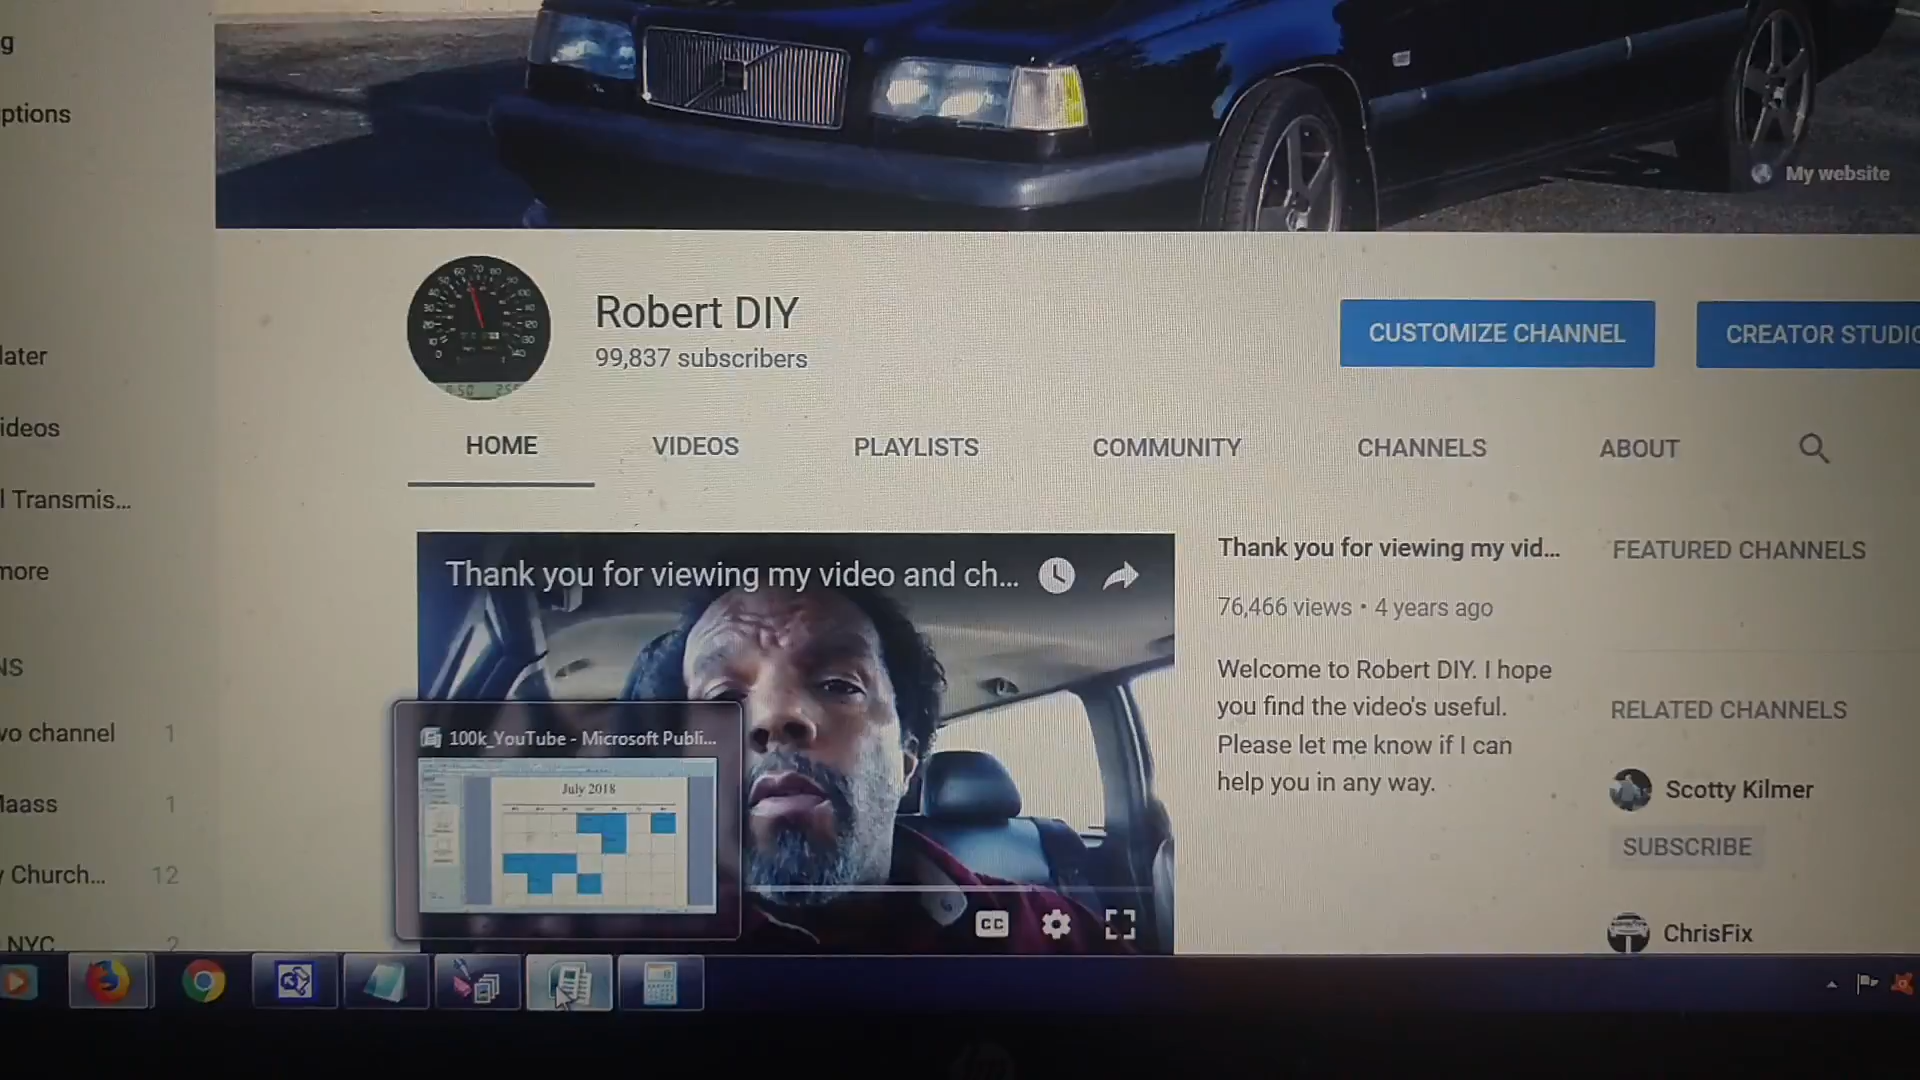 g
ptions
later
ideos
l Transmis...
more
NS
vo channel 1
Maass 1
y Church... 12
NYC 2
My website
Robert DIY
99,837 subscribers
CUSTOMIZE CHANNEL
CREATOR STUDIO
HOME
VIDEOS
PLAYLISTS
COMMUNITY
CHANNELS
ABOUT
Thank you for viewing my video and ch...
CC
100k_YouTube - Microsoft Publi...
July 2018
Thank you for viewing my vid...
76,466 views • 4 years ago
Welcome to Robert DIY. I hope
you find the video's useful.
Please let me know if I can
help you in any way.
FEATURED CHANNELS
RELATED CHANNELS
Scotty Kilmer
SUBSCRIBE
ChrisFix
hp